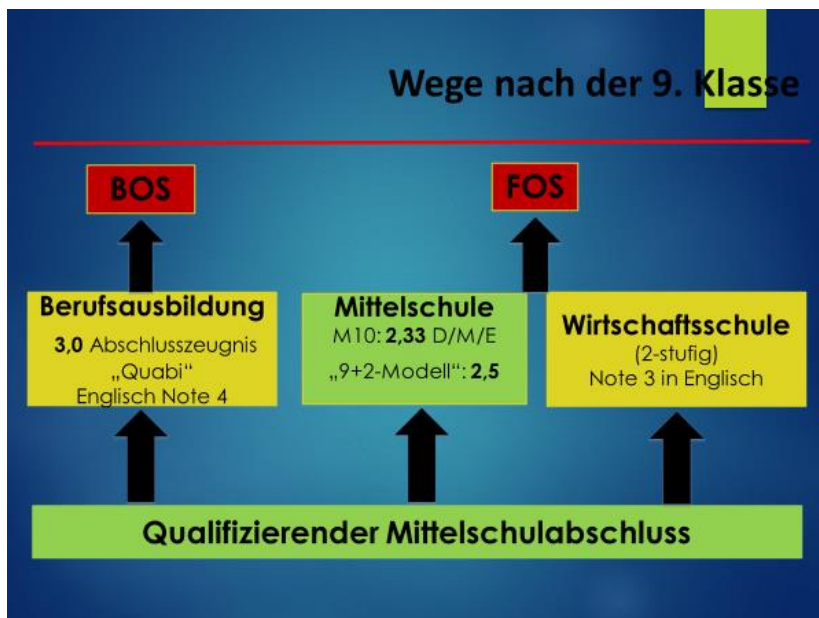 Wege nach der 9. Klasse
BOS
FOS
Berufsausbildung
3,0 Abschlusszeugnis
„Quabi“
Englisch Note 4
Mittelschule
M10: 2,33 D/M/E
„9+2-Modell“: 2,5
Wirtschaftsschule
(2-stufig)
Note 3 in Englisch
Qualifizierender Mittelschulabschluss